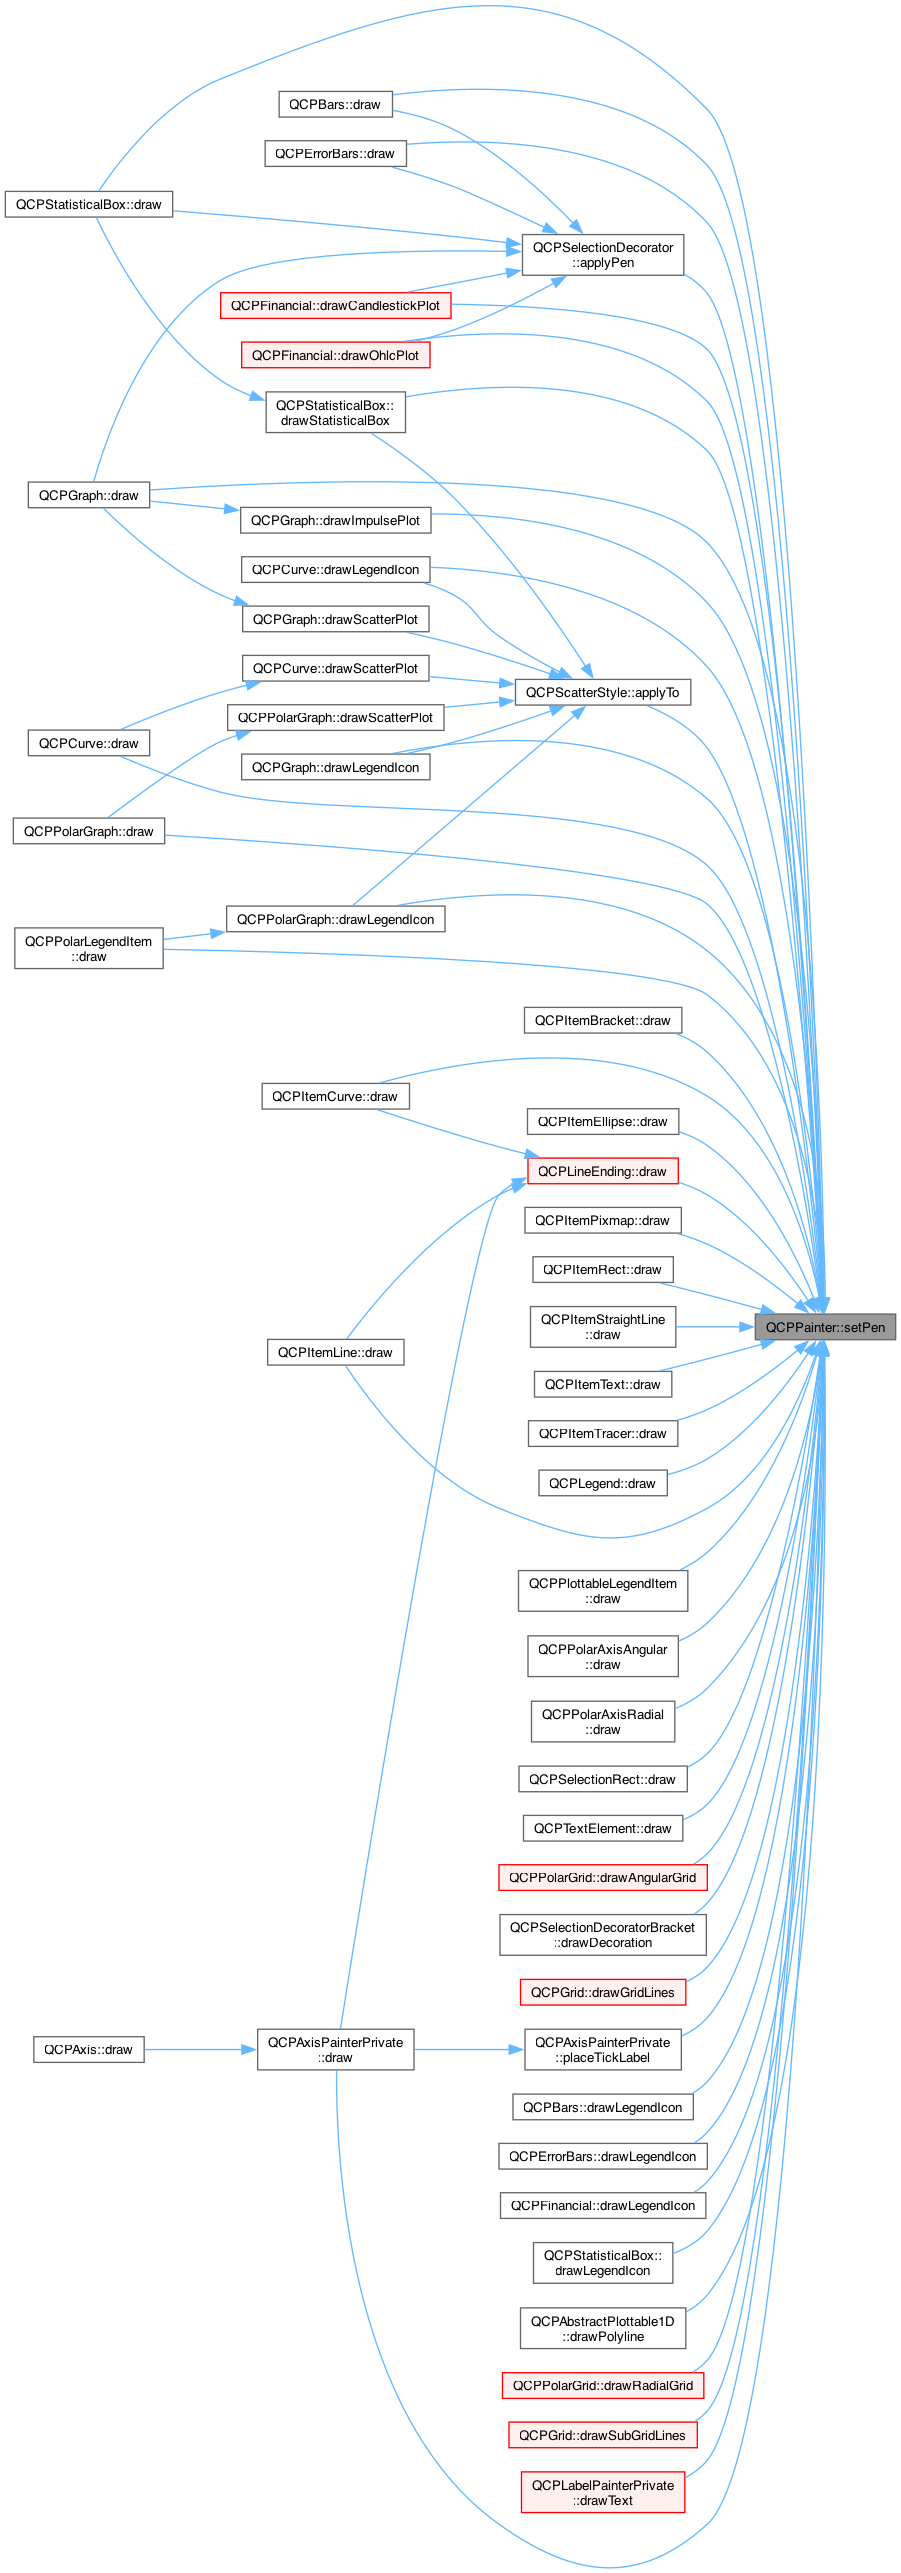 QCPBars::draw
QCPErrorBars::draw
QCPStatisticalBox::draw
QCPSelectionDecorator
::applyPen
QCPFinancial::drawCandlestickPlot
QCPFinancial::drawOhlcPlot
QCPStatisticalBox::
drawStatisticalBox
QCPGraph::draw
QCPGraph::drawImpulsePlot
QCPCurve::drawLegendIcon
QCPGraph::drawScatterPlot
QCPCurve::drawScatterPlot
QCPScatterStyle::applyTo
QCPPolarGraph::drawScatterPlot
QCPCurve::draw
QCPGraph::drawLegendIcon
QCPPolarGraph::draw
QCPPolarGraph::drawLegendIcon
QCPPolarLegendItem
::draw
QCPItemBracket::draw
QCPItemCurve::draw
QCPItemEllipse::draw
QCPLineEnding::draw
QCPItemPixmap::draw
QCPItemRect::draw
QCPItemStraightLine
::draw
QCPPainter::setPen
QCPItemLine::draw
QCPItemText::draw
QCPItemTracer::draw
QCPLegend::draw
QCPPlottableLegendItem
::draw
QCPPolarAxisAngular
::draw
QCPPolarAxisRadial
::draw
QCPSelectionRect::draw
QCPTextElement::draw
QCPPolarGrid::drawAngularGrid
QCPSelectionDecoratorBracket
::drawDecoration
QCPGrid::drawGridLines
QCPAxis::draw
QCPAxisPainterPrivate
::draw
QCPAxisPainterPrivate
::placeTickLabel
QCPBars::drawLegendIcon
QCPErrorBars::drawLegendIcon
QCPFinancial::drawLegendIcon
QCPStatisticalBox::
drawLegendIcon
QCPAbstractPlottable1D
::drawPolyline
QCPPolarGrid::drawRadialGrid
QCPGrid::drawSubGridLines
QCPLabelPainterPrivate
::drawText